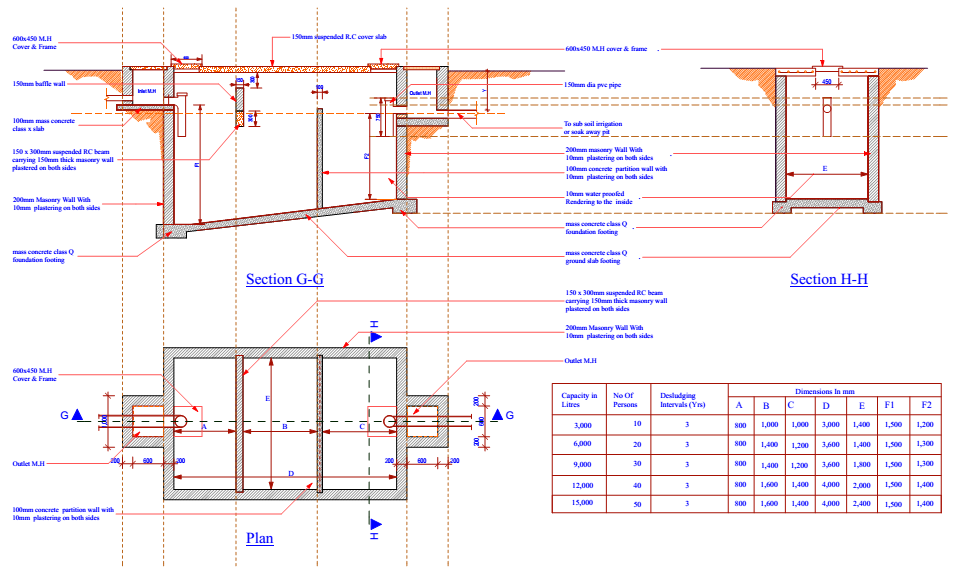 600x450 M.H
Cover & Frame
150mm suspended R.C cover slab
600x450 M.H cover & frame
150mm baffle wall
Inlet M.H
Outlet M.H
150mm dia pvc pipe
100mm mass concrete
class x slab
150 x 300mm suspended RC beam
carrying 150mm thick masonry wall
plastered on both sides
200mm Masonry Wall With
10mm plastering on both sides
mass concrete class Q
foundation footing
F1
F2
300
Y
To sub soil irrigation
or soak away pit
200mm masonry Wall With
10mm plastering on both sides
100mm concrete partition wall with
10mm plastering on both sides
10mm water proofed
Rendering to the inside
mass concrete class Q
foundation footing
mass concrete class Q
ground slab footing
450
E
Section G-G
Section H-H
150 x 300mm suspended RC beam
carrying 150mm thick masonry wall
10mm plastering on both sides
200mm Masonry Wall With
10mm plastering on both sides
Outlet M.H
600x450 M.H
Cover & Frame
H
G
G
A
B
C
D
E
200
600
200
200
600
200
200
200
Outlet M.H
100mm concrete partition wall with
10mm plastering on both sides
H
Plan
Capacity in Litres No Of Persons Desludging Intervals (Yrs) Dimensions In mm
A B C D E F1 F2
3,000 10 3 800 1,000 1,000 3,000 1,400 1,500 1,200
6,000 20 3 800 1,400 1,200 3,600 1,400 1,500 1,300
9,000 30 3 800 1,400 1,200 3,600 1,800 1,500 1,300
12,000 40 3 800 1,600 1,400 4,000 2,000 1,500 1,400
15,000 50 3 800 1,600 1,400 4,000 2,400 1,500 1,400